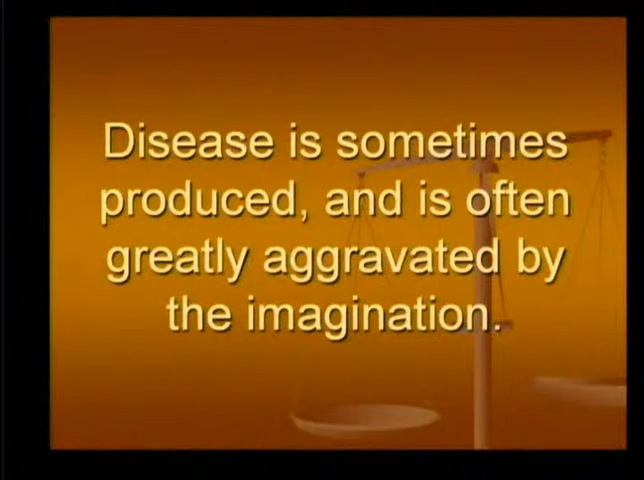 Disease is sometimes
produced, and is often
greatly aggravated by
the imagination.